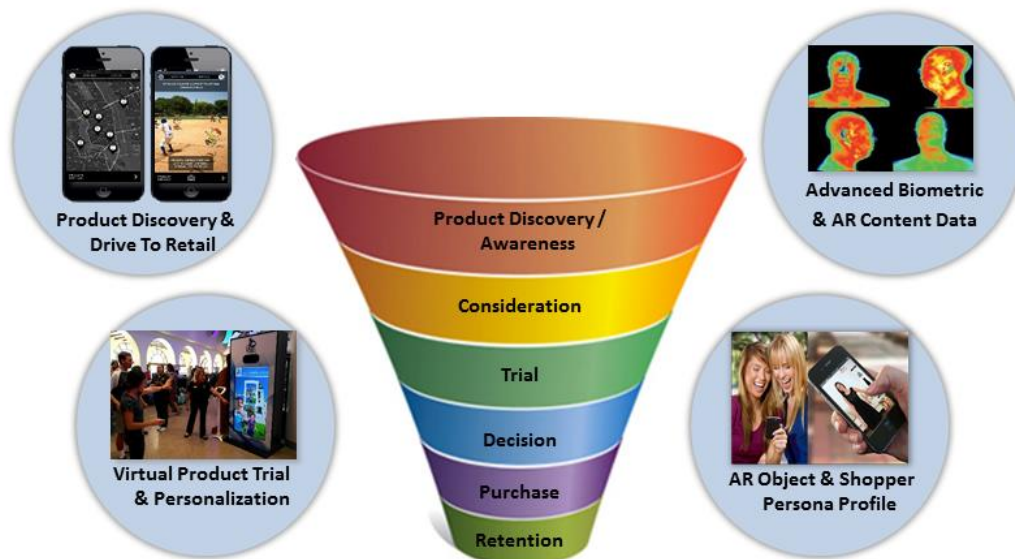 Product Discovery &
Drive To Retail
Advanced Biometric
& AR Content Data
Product Discovery /
Awareness
Consideration
Trial
Decision
Purchase
Retention
Virtual Product Trial
& Personalization
AR Object & Shopper
Persona Profile